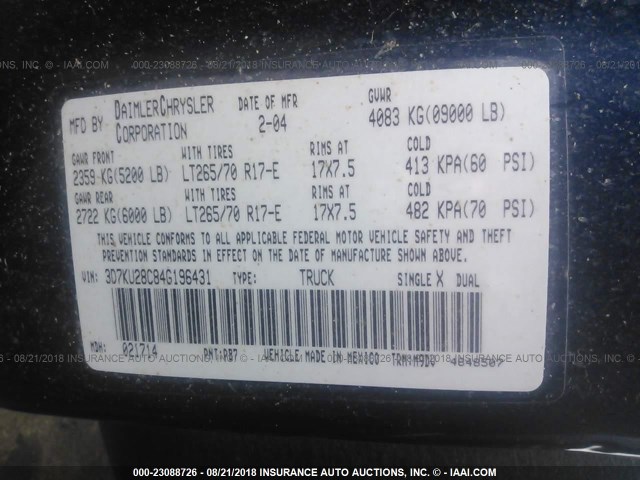 MFD BY DAIMLERCHRYSLER CORPORATION DATE OF MFR 2-04 GVWR 4083 KG(09000 LB)
GAWR FRONT WITH TIRES RIMS AT COLD
2359 KG(5200 LB) LT265/70 R17-E 17X7.5 413 KPA(60 PSI)
GAWR REAR WITH TIRES RIMS AT COLD
2722 KG(6000 LB) LT265/70 R17-E 17X7.5 482 KPA(70 PSI)
THIS VEHICLE CONFORMS TO ALL APPLICABLE FEDERAL MOTOR VEHICLE SAFETY AND THEFT
PREVENTION STANDARDS IN EFFECT ON THE DATE OF MANUFACTURE SHOWN ABOVE.
VIN: 3D7KU28C84G196431 TYPE: TRUCK SINGLE X DUAL
MDH: 021714 PNT:PB7 VEHICLE MADE IN MEXICO
000-23088726 - 08/21/2018 INSURANCE AUTO AUCTIONS, INC. - IAAI.COM